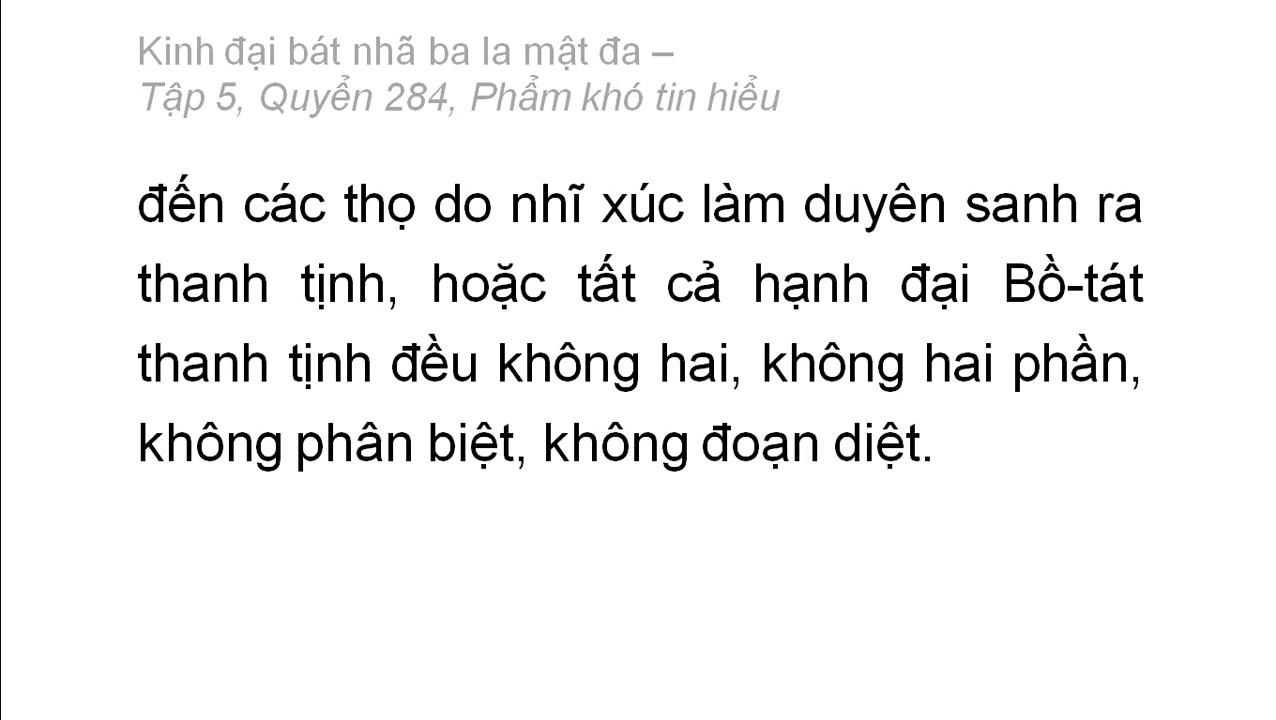 Kinh đại bát nhã ba la mật đa –
Tập 5, Quyển 284, Phẩm khó tin hiểu
đến các thọ do nhĩ xúc làm duyên sanh ra
thanh tịnh, hoặc tất cả hạnh đại Bồ-tát
thanh tịnh đều không hai, không hai phần,
không phân biệt, không đoạn diệt.